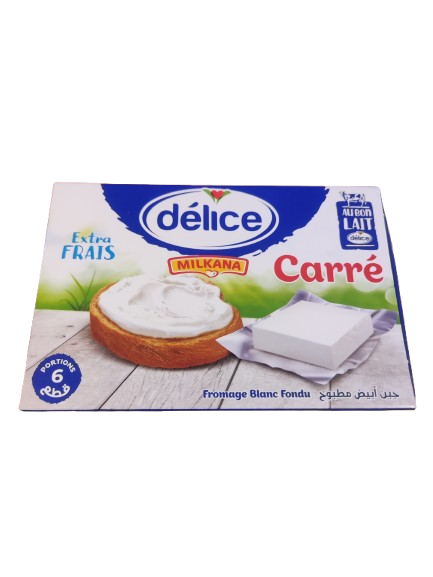 délice
MILKANA
Carré
Extra
FRAIS
AU BON
LAIT
délice
PORTIONS
6
قطع
Fromage Blanc Fondu جبن أبيض مطبوخ